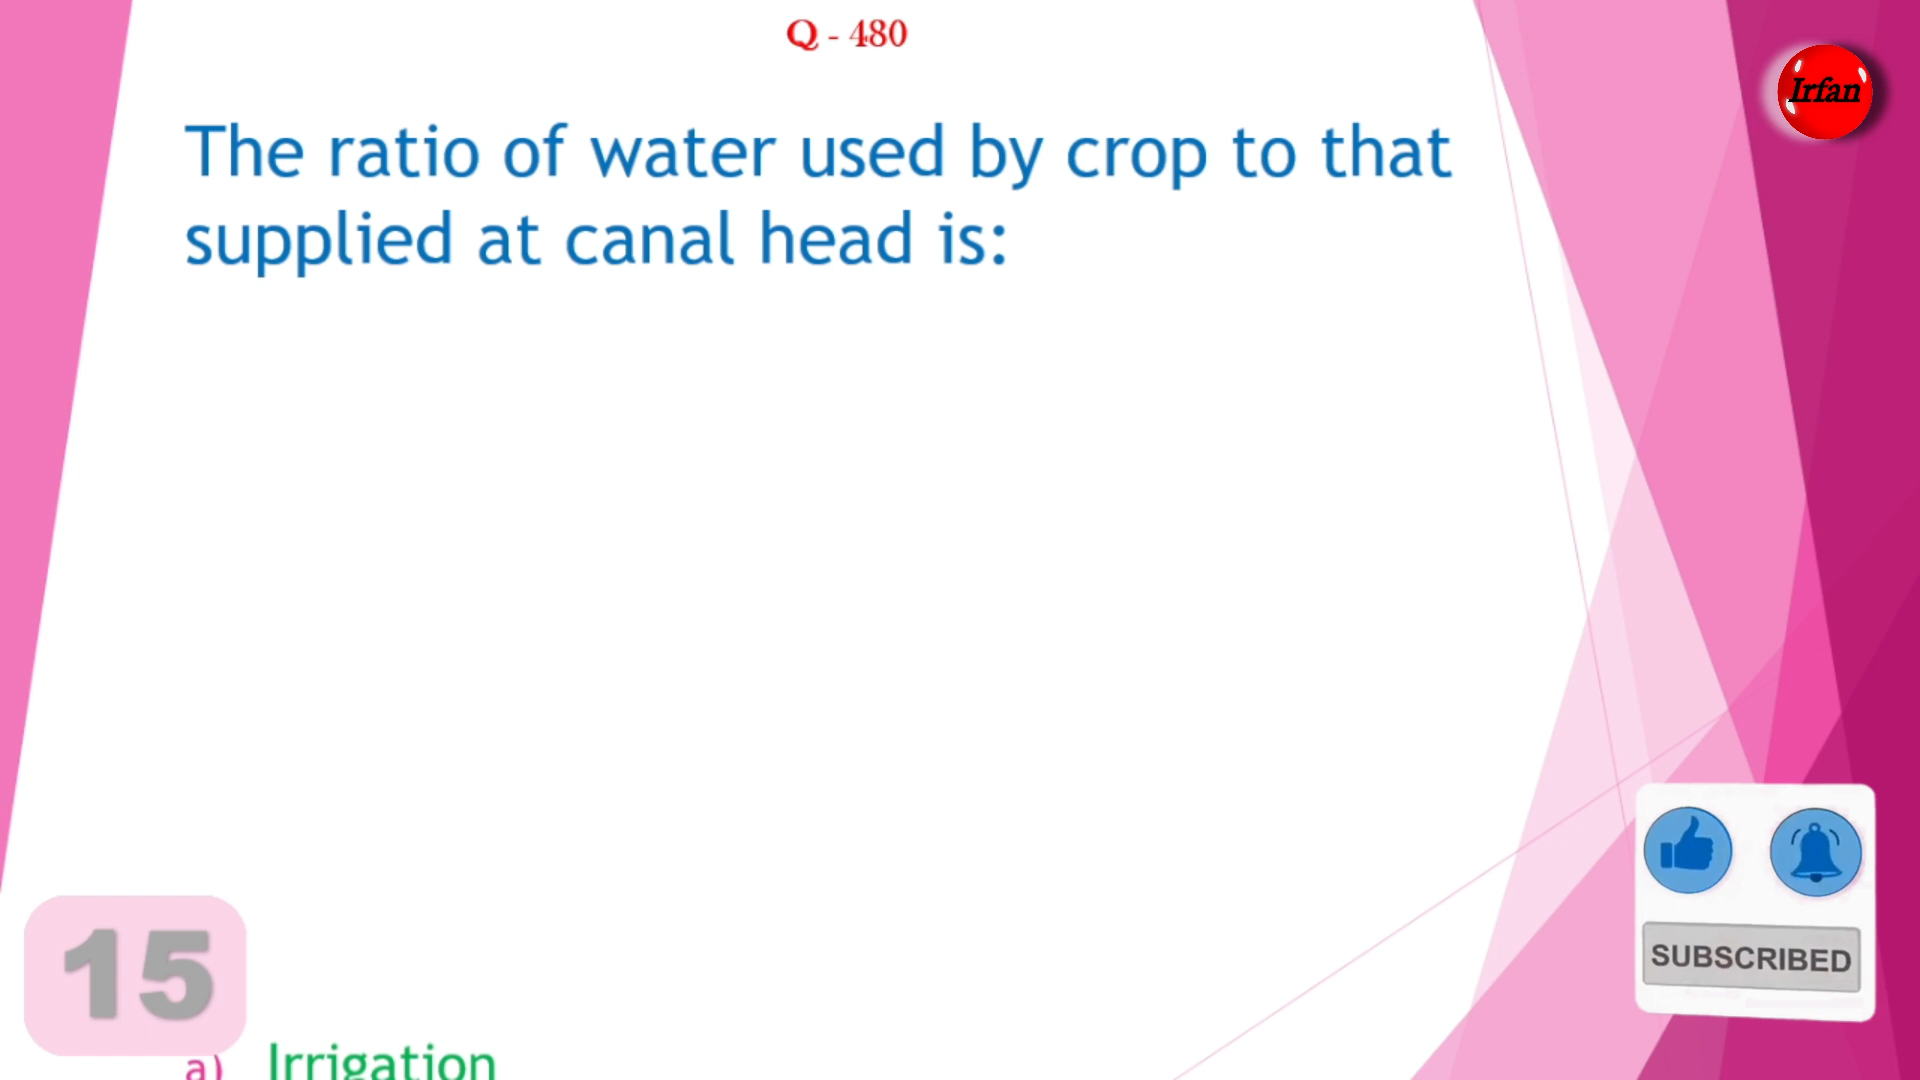 Q - 480
Irfan
The ratio of water used by crop to that
supplied at canal head is:
SUBSCRIBED
15
a) Irrigation